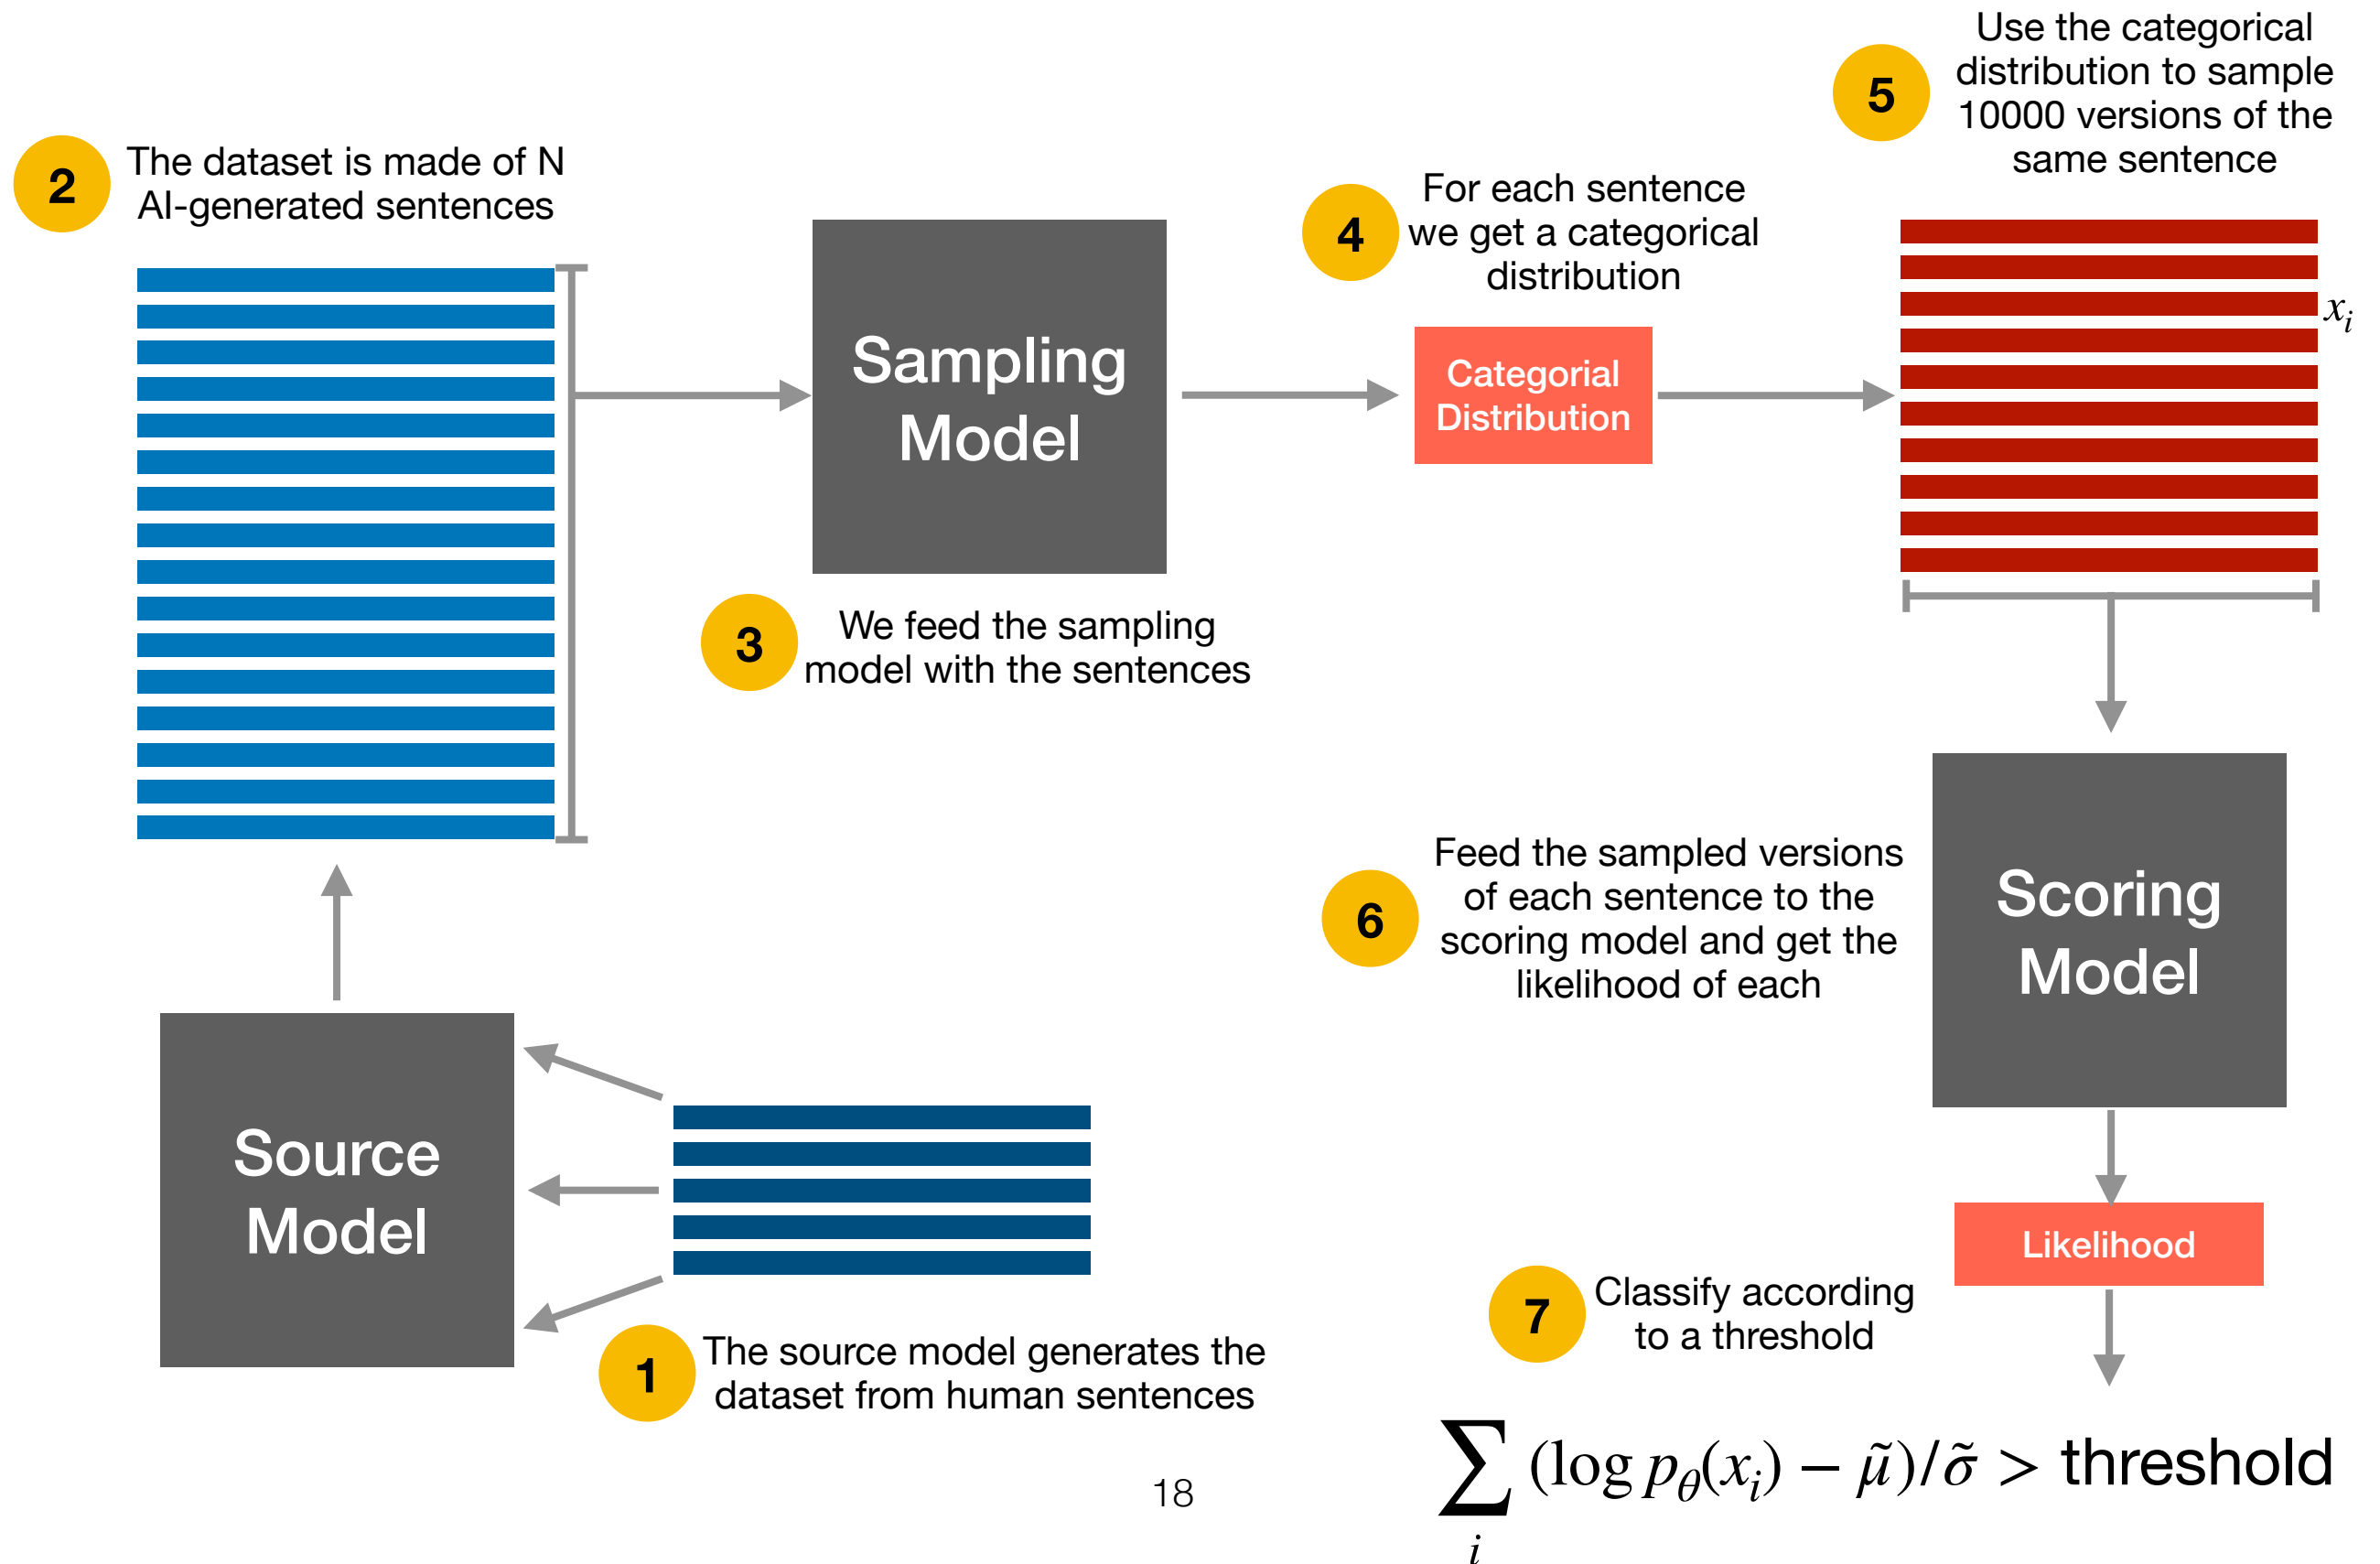 2
The dataset is made of N
AI-generated sentences
Sampling
Model
3
We feed the sampling
model with the sentences
4
For each sentence
we get a categorical
distribution
Categorial
Distribution
5
Use the categorical
distribution to sample
10000 versions of the
same sentence
x_i
6
Feed the sampled versions
of each sentence to the
scoring model and get the
likelihood of each
Scoring
Model
Source
Model
1
The source model generates the
dataset from human sentences
Likelihood
7
Classify according
to a threshold
∑_i (log p_θ(x_i) − μ̃)/σ̃ > threshold
18